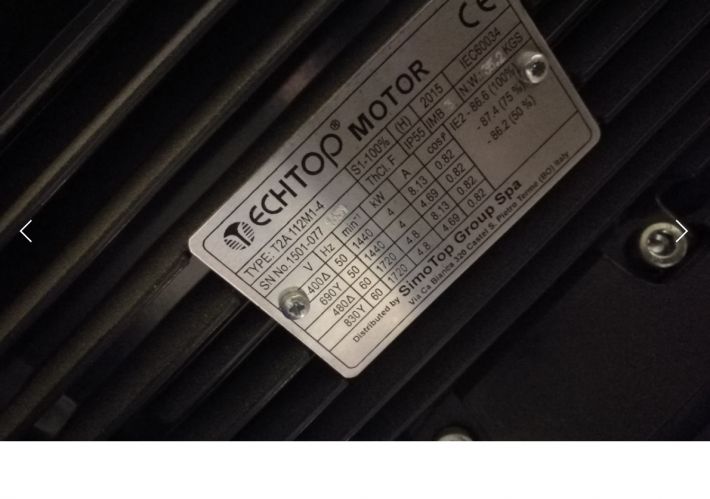 TECHTOP® MOTOR CE
TYPE: T2A 112M1-4 S1-100% (H) 2015 IEC60034
SN No.1501-077 ThCl.F IP55 IMB N.W.: KGS
V Hz min⁻¹ kW A cosφ IE2 - 86.6 (100%)
400Δ 50 1440 4 8.13 0.82 - 87.4 (75 %)
690Y 50 1440 4 4.69 0.82 - 86.2 (50 %)
480Δ 60 1720 4.8 8.13 0.82
830Y 60 1720 4.8 4.69 0.82
Distributed by SimoTop Group Spa
Via Ca Bianca 320 Castel S. Pietro Terme (BO) Italy